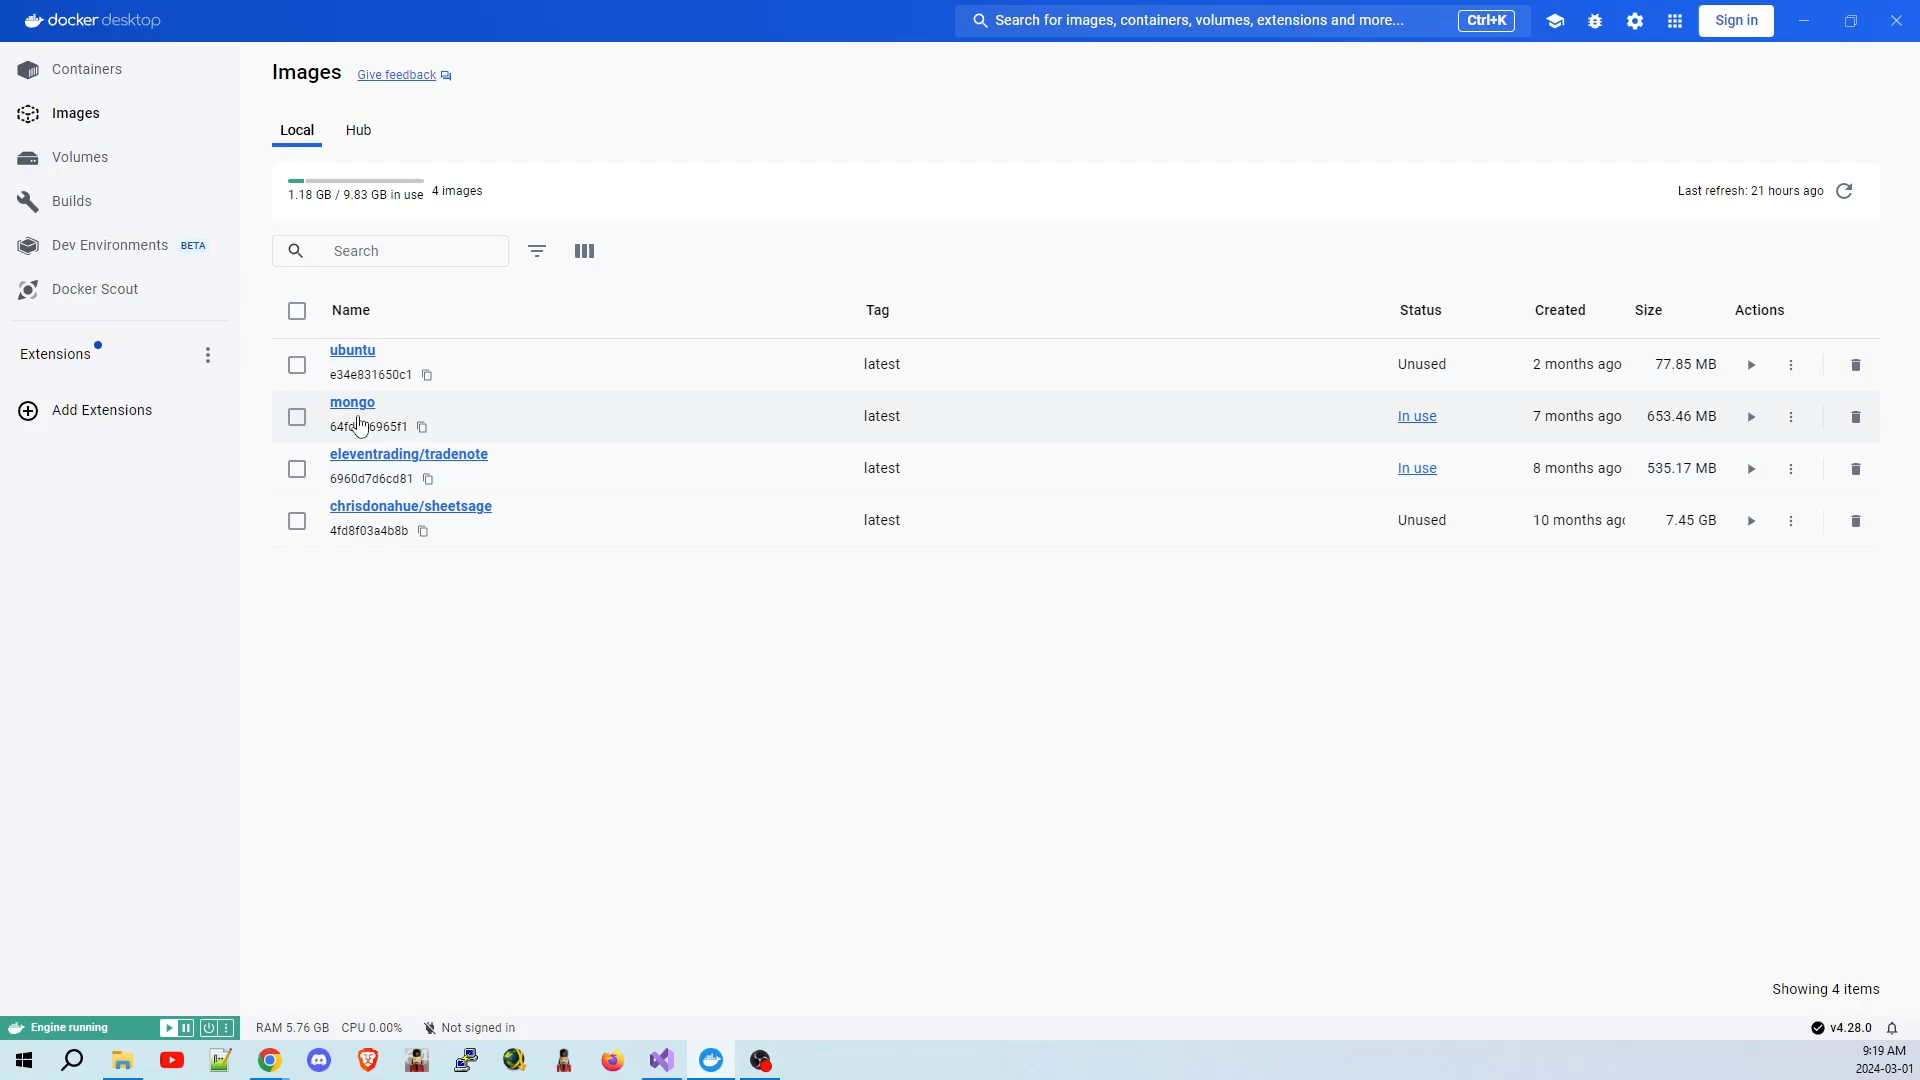 docker desktop
Search for images, containers, volumes, extensions and more...
Ctrl+K
Sign in
Containers
Images
Volumes
Builds
Dev Environments BETA
Docker Scout
Extensions
Add Extensions
Images Give feedback
Local Hub
1.18 GB / 9.83 GB in use 4 images
Last refresh: 21 hours ago
Search
Name Tag Status Created Size Actions
ubuntu
e34e831650c1
latest Unused 2 months ago 77.85 MB
mongo
latest In use 7 months ago 653.46 MB
eleventrading/tradenote
6960d7d6cd81
latest In use 8 months ago 535.17 MB
chrisdonahue/sheetsage
4fd8f03a4b8b
latest Unused 10 months ago 7.45 GB
Showing 4 items
Engine running
RAM 5.76 GB CPU 0.00% Not signed in
v4.28.0
9:19 AM
2024-03-01